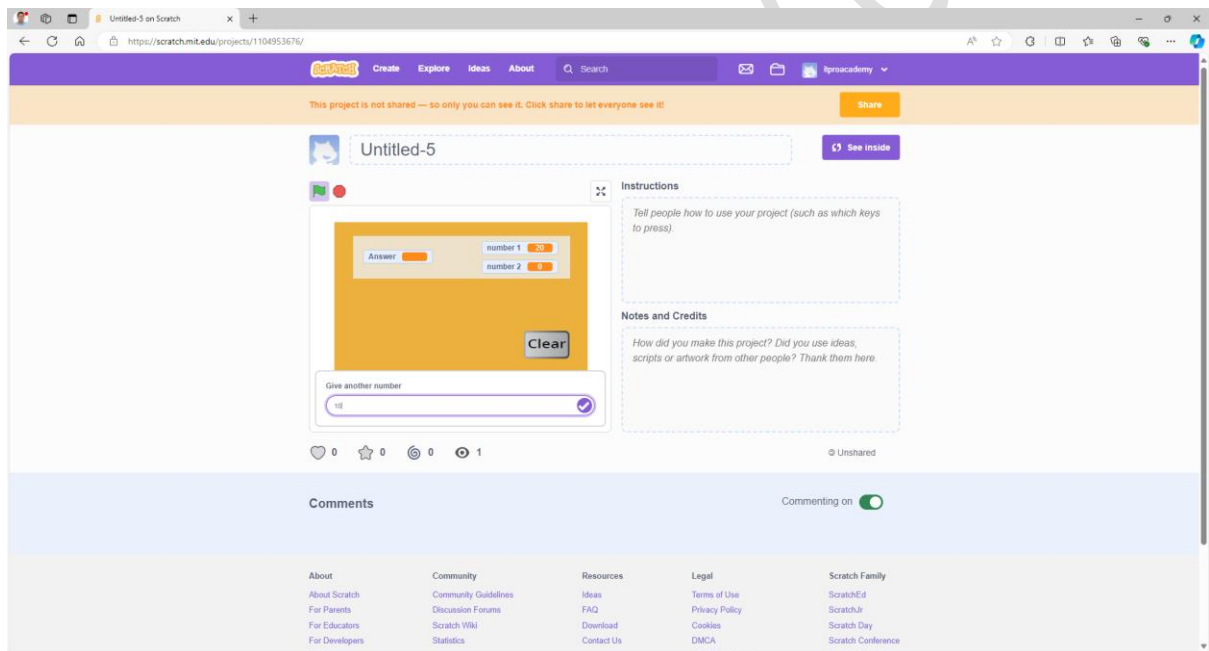 Untitled-5 on Scratch
https://scratch.mit.edu/projects/1104953676/
SCRATCH Create Explore Ideas About Search itproacademy
This project is not shared — so only you can see it. Click share to let everyone see it! Share
Untitled-5 See inside
Instructions
Tell people how to use your project (such as which keys
to press).
Answer
number 1 20
number 2 0
Clear
Give another number
10
Notes and Credits
How did you make this project? Did you use ideas,
scripts or artwork from other people? Thank them here.
0 0 0 1 Unshared
Comments Commenting on
About Community Resources Legal Scratch Family
About Scratch Community Guidelines Ideas Terms of Use ScratchEd
For Parents Discussion Forums FAQ Privacy Policy ScratchJr
For Educators Scratch Wiki Download Cookies Scratch Day
For Developers Statistics Contact Us DMCA Scratch Conference